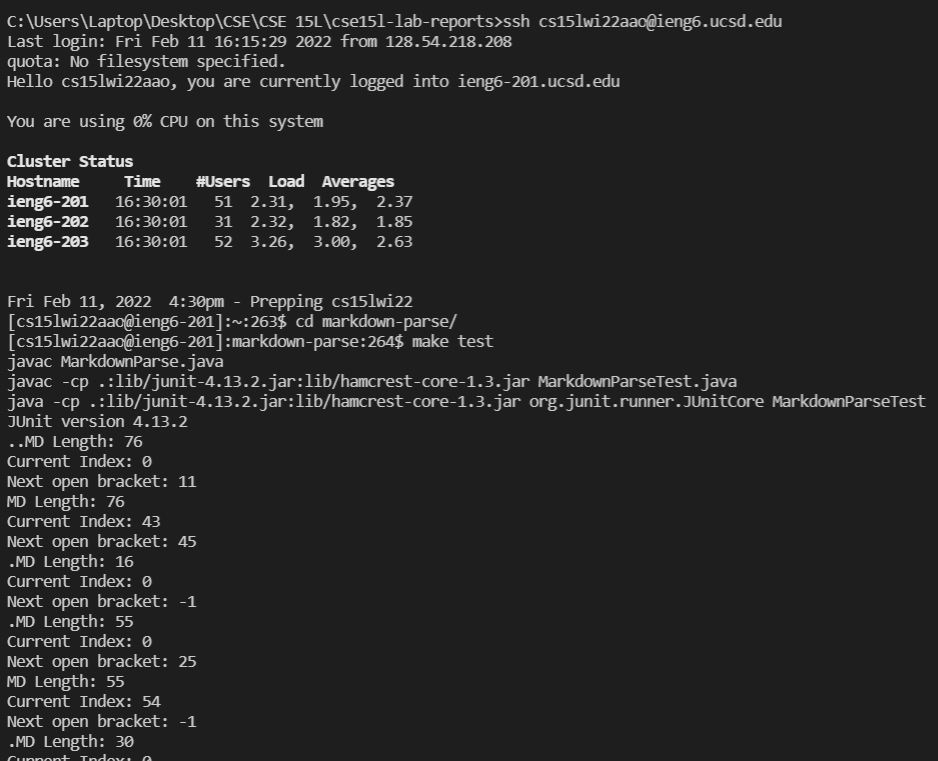 C:\Users\Laptop\Desktop\CSE\CSE 15L\cse15l-lab-reports>ssh cs15lwi22aao@ieng6.ucsd.edu
Last login: Fri Feb 11 16:15:29 2022 from 128.54.218.208
quota: No filesystem specified.
Hello cs15lwi22aao, you are currently logged into ieng6-201.ucsd.edu
You are using 0% CPU on this system
Cluster Status
Hostname     Time    #Users  Load  Averages
ieng6-201   16:30:01   51  2.31,  1.95,  2.37
ieng6-202   16:30:01   31  2.32,  1.82,  1.85
ieng6-203   16:30:01   52  3.26,  3.00,  2.63
Fri Feb 11, 2022  4:30pm - Prepping cs15lwi22
[cs15lwi22aao@ieng6-201]:~:263$ cd markdown-parse/
[cs15lwi22aao@ieng6-201]:markdown-parse:264$ make test
javac MarkdownParse.java
javac -cp .:lib/junit-4.13.2.jar:lib/hamcrest-core-1.3.jar MarkdownParseTest.java
java -cp .:lib/junit-4.13.2.jar:lib/hamcrest-core-1.3.jar org.junit.runner.JUnitCore MarkdownParseTest
JUnit version 4.13.2
..MD Length: 76
Current Index: 0
Next open bracket: 11
MD Length: 76
Current Index: 43
Next open bracket: 45
.MD Length: 16
Current Index: 0
Next open bracket: -1
.MD Length: 55
Current Index: 0
Next open bracket: 25
MD Length: 55
Current Index: 54
Next open bracket: -1
.MD Length: 30
Current Index: 0